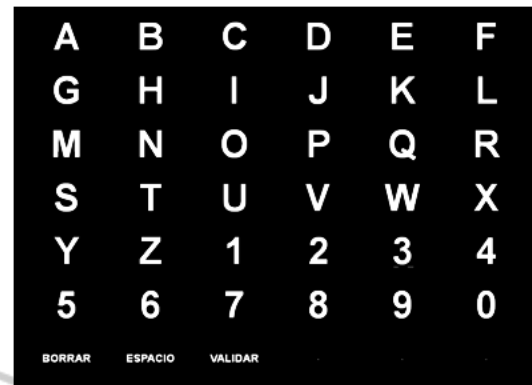 A B C D E F
G H I J K L
M N O P Q R
S T U V W X
Y Z 1 2 3 4
5 6 7 8 9 0
BORRAR ESPACIO VALIDAR